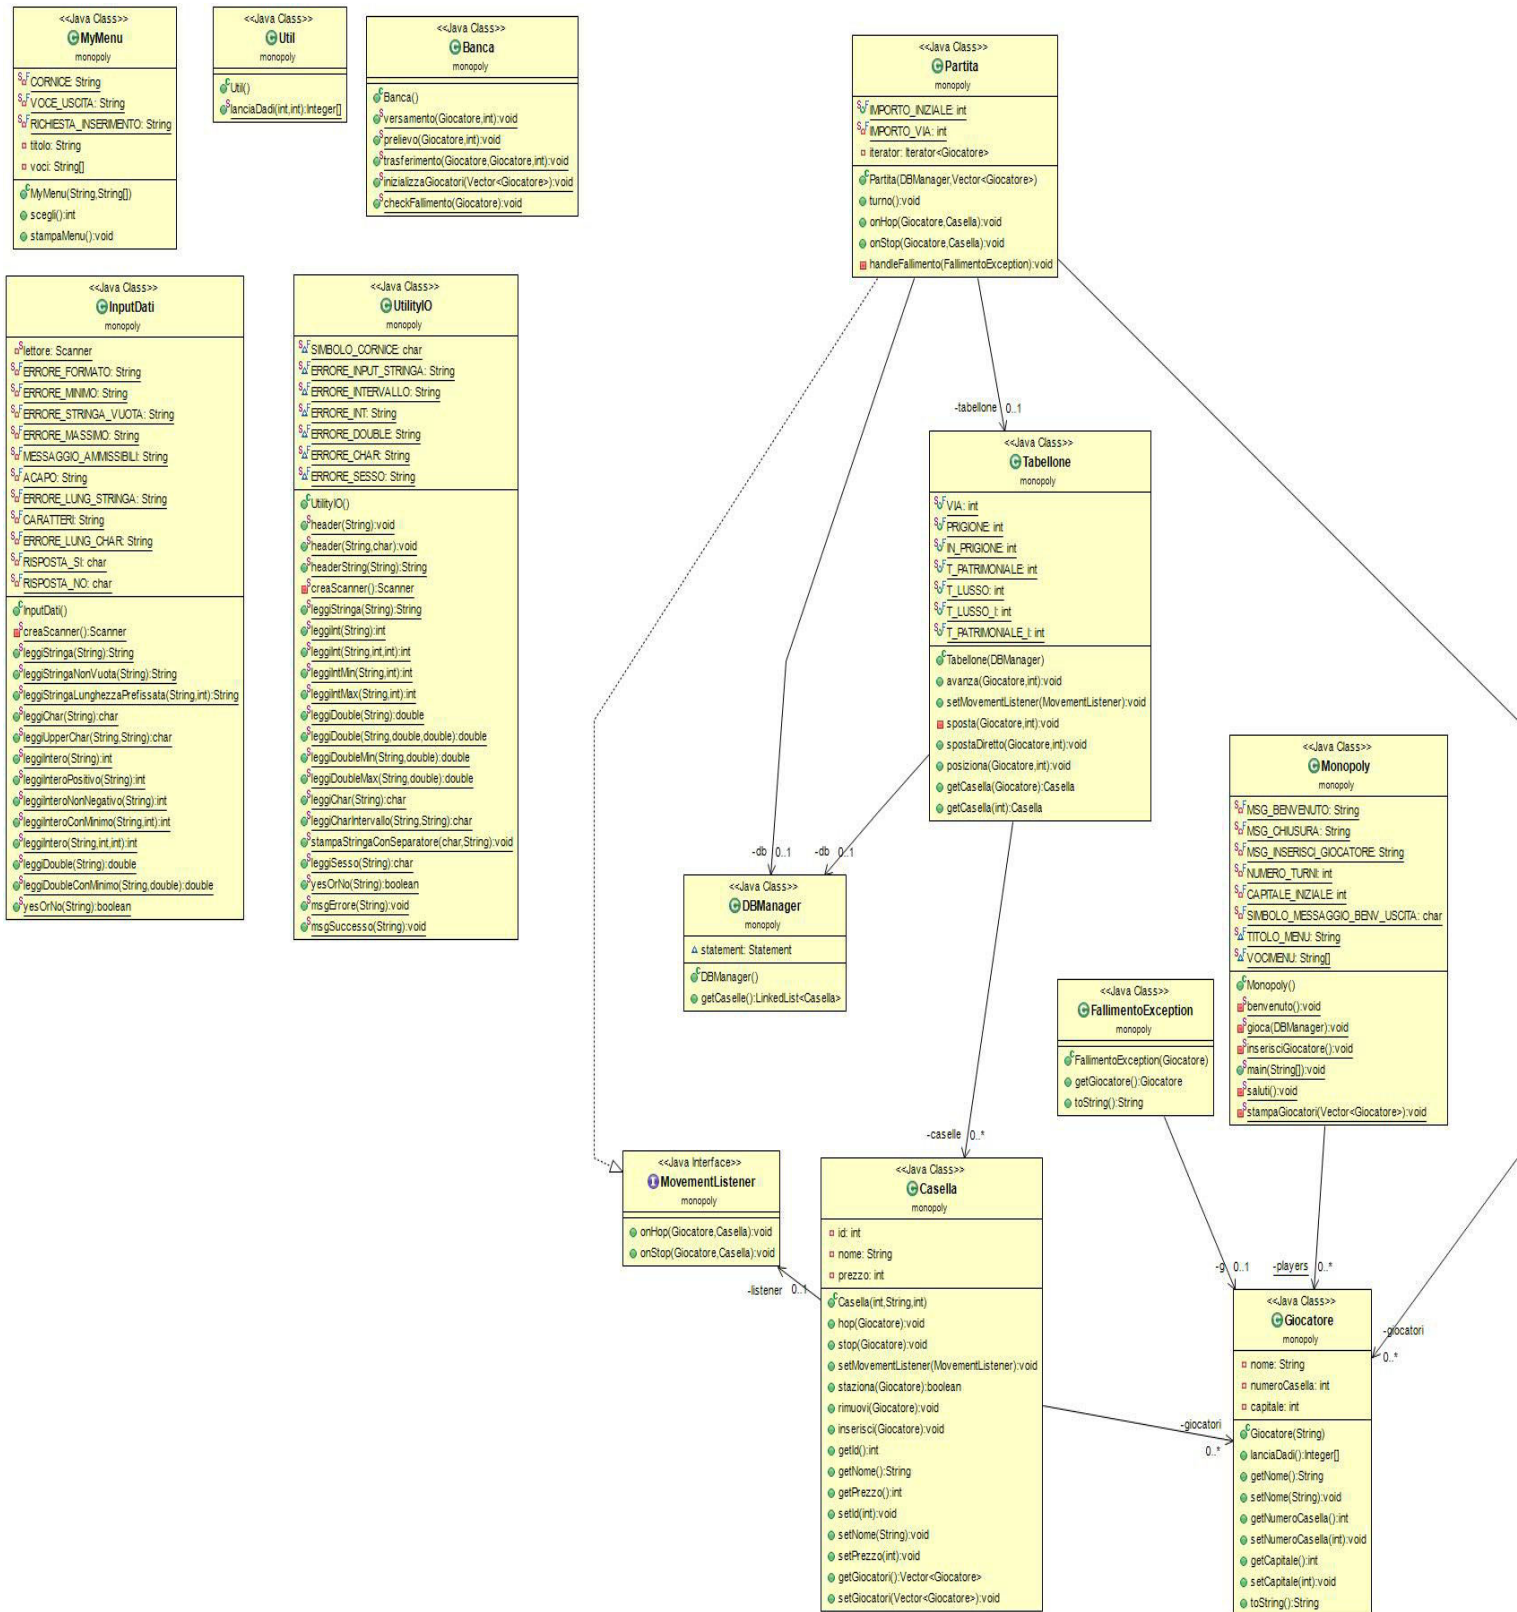 <<Java Class>>
MyMenu
monopoly
CORNICE: String
VOCE_USCITA: String
RICHIESTA_INSERIMENTO: String
titolo: String
voci: String[]
MyMenu(String,String[])
scegli():int
stampaMenu():void
<<Java Class>>
Util
monopoly
Util()
lanciaDadi(int,int):Integer[]
<<Java Class>>
Banca
monopoly
Banca()
versamento(Giocatore,int):void
prelievo(Giocatore,int):void
trasferimento(Giocatore,Giocatore,int):void
inizializzaGiocatori(Vector<Giocatore>):void
checkFallimento(Giocatore):void
<<Java Class>>
Partita
monopoly
IMPORTO_INIZIALE: int
IMPORTO_VIA: int
iterator: Iterator<Giocatore>
Partita(DBManager,Vector<Giocatore>)
turno():void
onHop(Giocatore,Casella):void
onStop(Giocatore,Casella):void
handleFallimento(FallimentoException):void
<<Java Class>>
InputDati
monopoly
lettore: Scanner
ERRORE_FORMATO: String
ERRORE_MINIMO: String
ERRORE_STRINGA_VUOTA: String
ERRORE_MASSIMO: String
MESSAGGIO_AMMISSIBILI: String
ACAPO: String
ERRORE_LUNG_STRINGA: String
CARATTERI: String
ERRORE_LUNG_CHAR: String
RISPOSTA_SI: char
RISPOSTA_NO: char
InputDati()
creaScanner():Scanner
leggiStringa(String):String
leggiStringaNonVuota(String):String
leggiStringaLunghezzaPrefissata(String,int):String
leggiChar(String):char
leggiUpperChar(String,String):char
leggiIntero(String):int
leggiInteroPositivo(String):int
leggiInteroNonNegativo(String):int
leggiInteroConMinimo(String,int):int
leggiIntero(String,int,int):int
leggiDouble(String):double
leggiDoubleConMinimo(String,double):double
yesOrNo(String):boolean
<<Java Class>>
UtilityIO
monopoly
SIMBOLO_CORNICE: char
ERRORE_INPUT_STRINGA: String
ERRORE_INTERVALLO: String
ERRORE_INT: String
ERRORE_DOUBLE: String
ERRORE_CHAR: String
ERRORE_SESSO: String
UtilityIO()
header(String):void
header(String,char):void
headerString(String):String
creaScanner():Scanner
leggiStringa(String):String
leggiInt(String):int
leggiInt(String,int,int):int
leggiIntMin(String,int):int
leggiIntMax(String,int):int
leggiDouble(String):double
leggiDouble(String,double,double):double
leggiDoubleMin(String,double):double
leggiDoubleMax(String,double):double
leggiChar(String):char
leggiCharIntervallo(String,String):char
stampaStringaConSeparatore(char,String):void
leggiSesso(String):char
yesOrNo(String):boolean
msgErrore(String):void
msgSuccesso(String):void
-tabellone 0..1
<<Java Class>>
Tabellone
monopoly
VIA: int
PRIGIONE: int
IN_PRIGIONE: int
T_PATRIMONIALE: int
T_LUSSO: int
T_LUSSO_I: int
T_PATRIMONIALE_I: int
Tabellone(DBManager)
avanza(Giocatore,int):void
setMovementListener(MovementListener):void
sposta(Giocatore,int):void
spostaDiretto(Giocatore,int):void
posiziona(Giocatore,int):void
getCasella(Giocatore):Casella
getCasella(int):Casella
-db 0..1
-db 0..1
<<Java Class>>
DBManager
monopoly
statement: Statement
DBManager()
getCaselle():LinkedList<Casella>
<<Java Class>>
Monopoly
monopoly
MSG_BENVENUTO: String
MSG_CHIUSURA: String
MSG_INSERISCI_GIOCATORE: String
NUMERO_TURNI: int
CAPITALE_INIZIALE: int
SIMBOLO_MESSAGGIO_BENV_USCITA: char
TITOLO_MENU: String
VOCIMENU: String[]
Monopoly()
benvenuto():void
gioca(DBManager):void
inserisciGiocatore():void
main(String[]):void
saluti():void
stampaGiocatori(Vector<Giocatore>):void
<<Java Class>>
FallimentoException
monopoly
FallimentoException(Giocatore)
getGiocatore():Giocatore
toString():String
-caselle 0..*
<<Java Interface>>
MovementListener
monopoly
onHop(Giocatore,Casella):void
onStop(Giocatore,Casella):void
-listener 0..1
<<Java Class>>
Casella
monopoly
id: int
nome: String
prezzo: int
Casella(int,String,int)
hop(Giocatore):void
stop(Giocatore):void
setMovementListener(MovementListener):void
staziona(Giocatore):boolean
rimuovi(Giocatore):void
inserisci(Giocatore):void
getId():int
getNome():String
getPrezzo():int
setId(int):void
setNome(String):void
setPrezzo(int):void
getGiocatori():Vector<Giocatore>
setGiocatori(Vector<Giocatore>):void
-g 0..1
-players 0..*
-giocatori
0..*
-giocatori
0..*
<<Java Class>>
Giocatore
monopoly
nome: String
numeroCasella: int
capitale: int
Giocatore(String)
lanciaDadi():Integer[]
getNome():String
setNome(String):void
getNumeroCasella():int
setNumeroCasella(int):void
getCapitale():int
setCapitale(int):void
toString():String